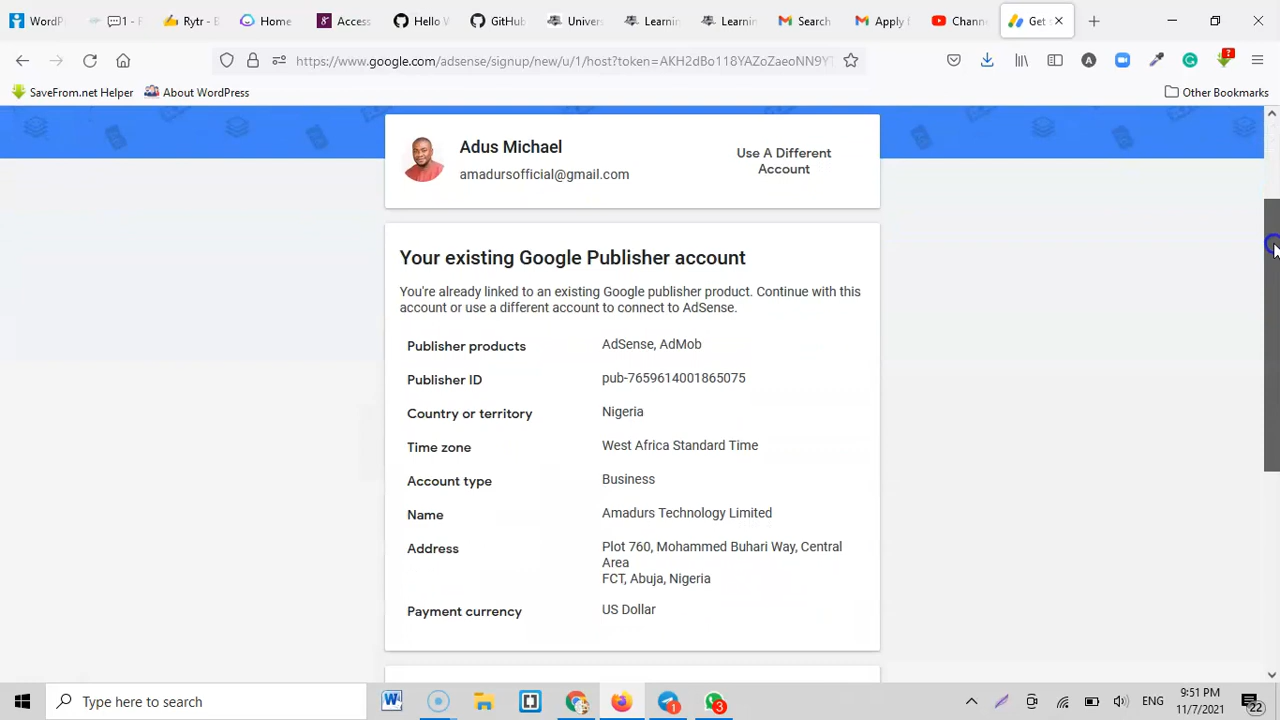 WordP
1 - R
Rytr - B
Home
Access
Hello W
GitHub
Univers
Learnin
Learnin
Search
Apply f
Channe
Get s
https://www.google.com/adsense/signup/new/u/1/host?token=AKH2dBo118YAZoZaeLNN9YT
SaveFrom.net Helper
About WordPress
Other Bookmarks
Adus Michael
amadursofficial@gmail.com
Use A Different
Account
Your existing Google Publisher account
You're already linked to an existing Google publisher product. Continue with this
account or use a different account to connect to AdSense.
Publisher products AdSense, AdMob
Publisher ID pub-7659614001865075
Country or territory Nigeria
Time zone West Africa Standard Time
Account type Business
Name Amadurs Technology Limited
Address Plot 760, Mohammed Buhari Way, Central
Area
FCT, Abuja, Nigeria
Payment currency US Dollar
Type here to search
1
3
ENG
9:51 PM
11/7/2021
22